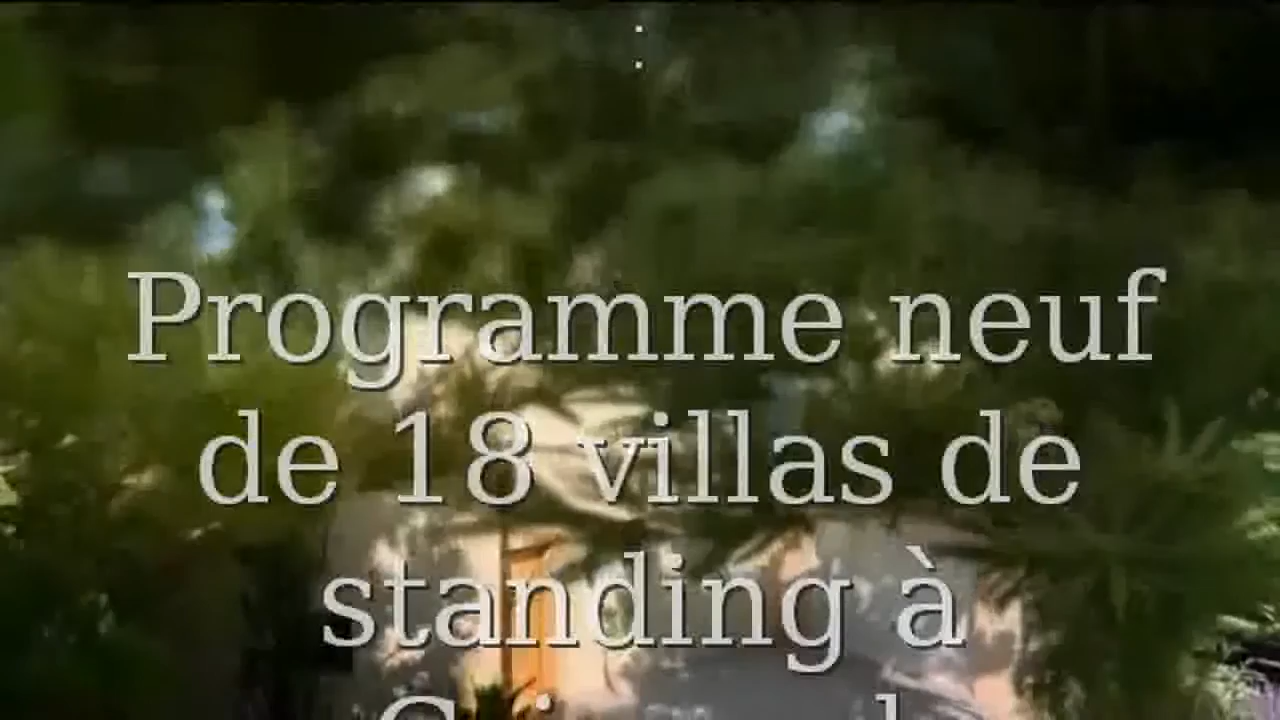 Programme neuf
de 18 villas de
standing à